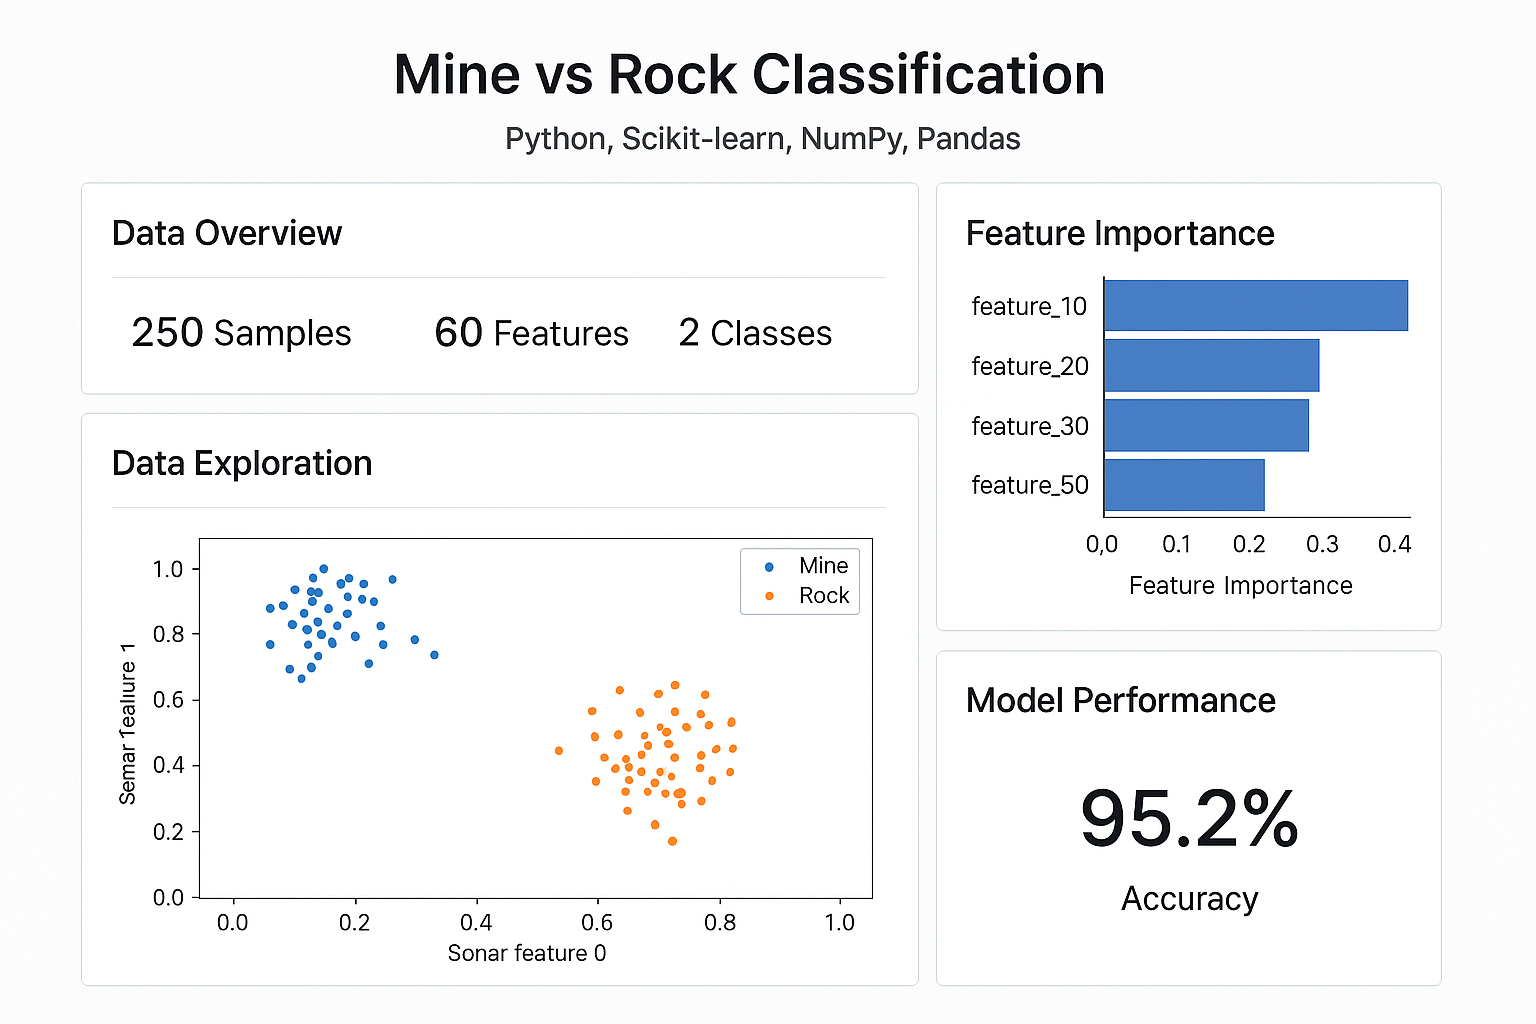 Mine vs Rock Classification
Python, Scikit-learn, NumPy, Pandas
Data Overview
250 Samples 60 Features 2 Classes
Data Exploration
Mine
Rock
1.0
0.8
0.6
0.4
0.2
0.0
Semar 1
0.0 0.2 0.4 0.6 0.8 1.0
Sonar feature 0
Feature Importance
feature_10
feature_20
feature_30
feature_50
0,0 0.1 0.2 0.3 0.4
Feature Importance
Model Performance
95.2%
Accuracy